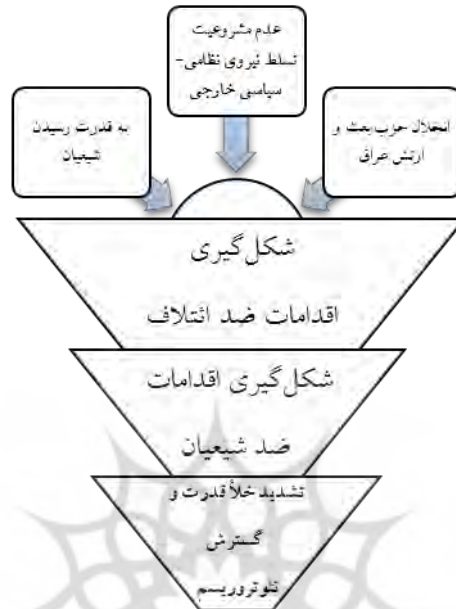 عدم مشروعیت
تسلط نیروی نظامی-
سیاسی خارجی
انحلال حزب بعث و
ارتش عراق
به قدرت رسیدن
شیعیان
شکل‌گیری
اقدامات ضد ائتلاف
شکل‌گیری اقدامات
ضد شیعیان
تشدید خلأ قدرت و
گسترش
نئوتروریسم